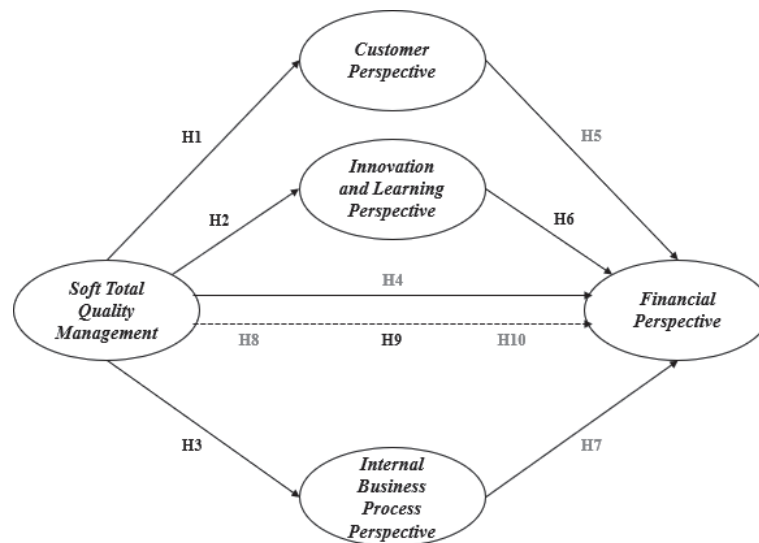 Customer
Perspective
H1
H5
Innovation
and Learning
Perspective
H2
H6
Soft Total
Quality
Management
H4
Financial
Perspective
H8
H9
H10
H3
H7
Internal
Business
Process
Perspective